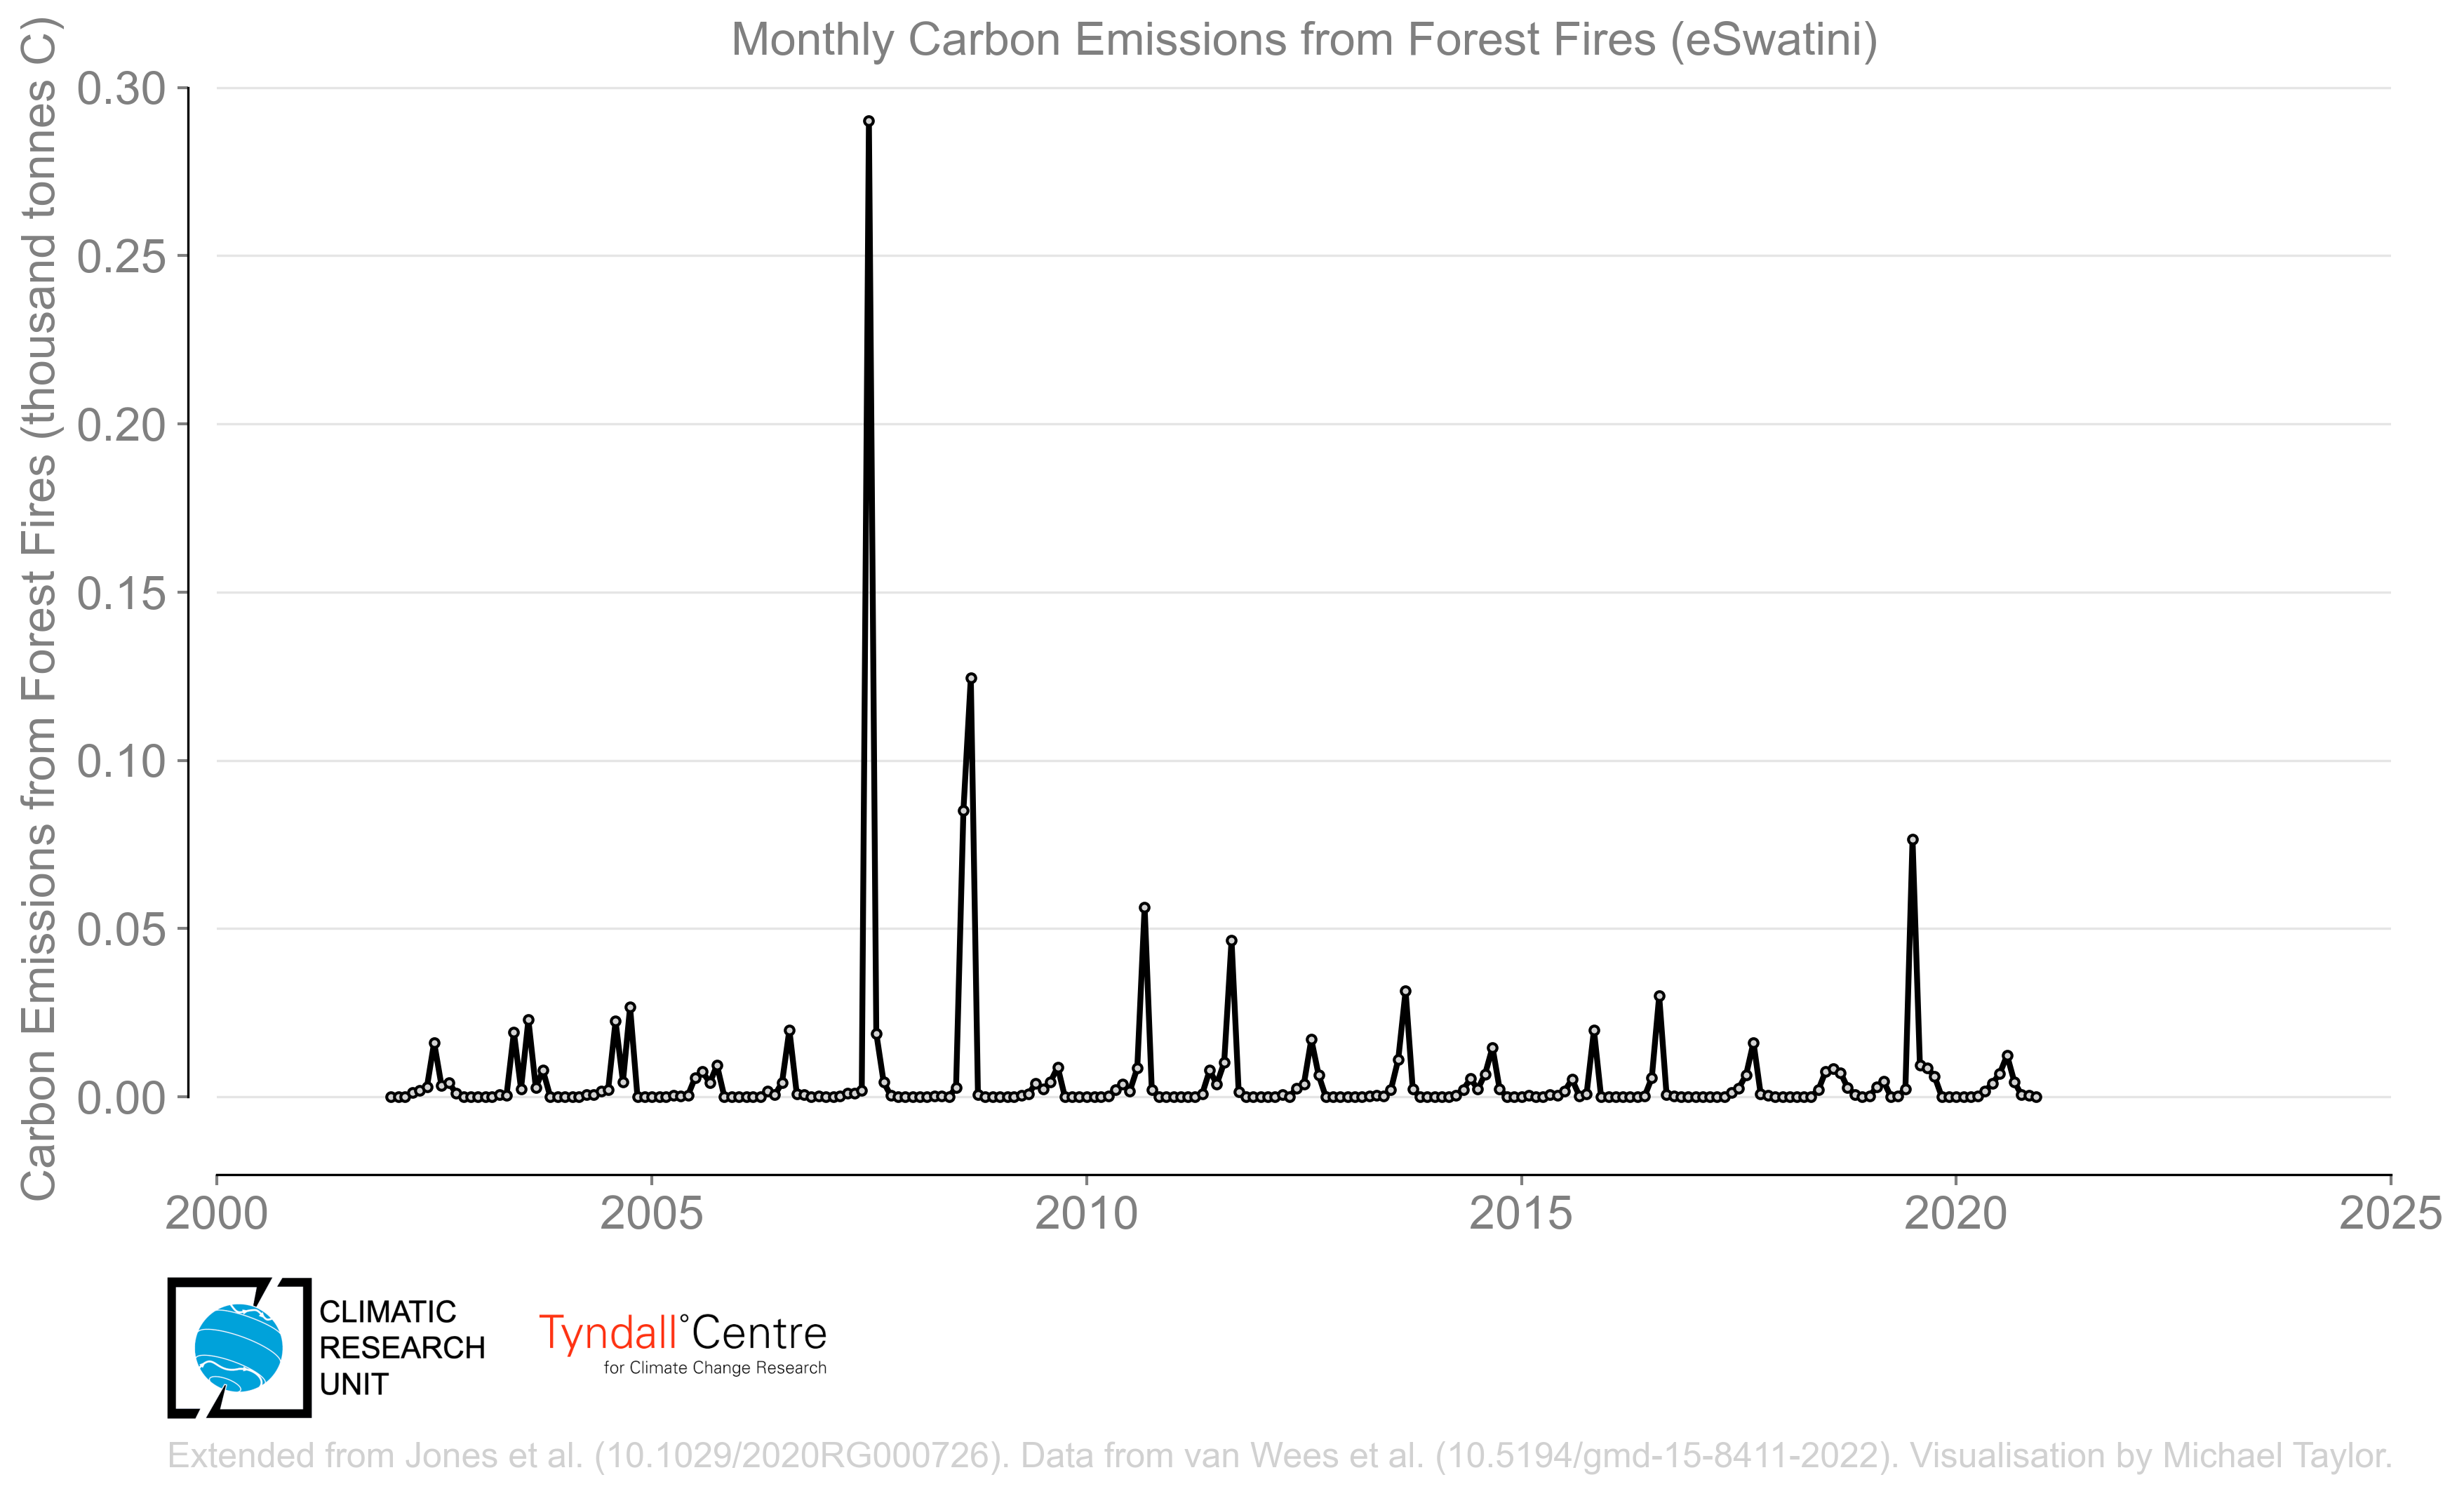 Monthly Carbon Emissions from Forest Fires (eSwatini)
Carbon Emissions from Forest Fires (thousand tonnes C)
0.30
0.25
0.20
0.15
0.10
0.05
0.00
2000 2005 2010 2015 2020 2025
CLIMATIC
RESEARCH
UNIT
Tyndall°Centre
for Climate Change Research
Extended from Jones et al. (10.1029/2020RG000726). Data from van Wees et al. (10.5194/gmd-15-8411-2022). Visualisation by Michael Taylor.